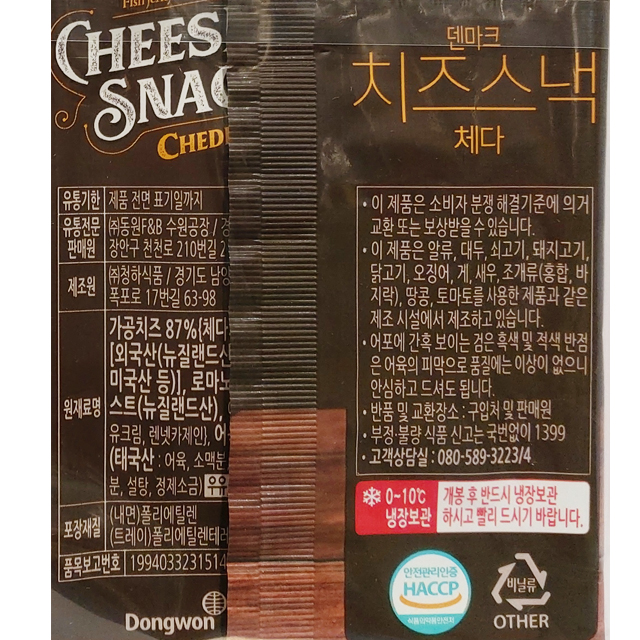 CHEES
SNAC
CHED
유통기한 제품 전면 표기일까지
유통전문 판매원 ㈜동원F&B 수원공장 / 경
장안구 천천로 210번길 2
제조원 ㈜청하식품 / 경기도 남양
폭포로 17번길 63-98
원재료명 가공치즈 87%{체다
[외국산(뉴질랜드산
미국산 등)], 로마노
스트(뉴질랜드산),
유크림, 렌넷카제인}, 어
(태국산 : 어육, 소맥분
분, 설탕, 정제소금) 우유
포장재질 (내면)폴리에틸렌
(트레이)폴리에틸렌테레
품목보고번호 1994033231514
Dongwon
덴마크
치즈스낵
체다
• 이 제품은 소비자 분쟁 해결기준에 의거
교환 또는 보상받을 수 있습니다.
• 이 제품은 알류, 대두, 쇠고기, 돼지고기,
닭고기, 오징어, 게, 새우, 조개류(홍합, 바
지락), 땅콩, 토마토를 사용한 제품과 같은
제조 시설에서 제조하고 있습니다.
• 어포에 간혹 보이는 검은 흑색 및 적색 반점
은 어육의 피막으로 품질에는 이상이 없으니
안심하고 드셔도 됩니다.
• 반품 및 교환장소 : 구입처 및 판매원
• 부정·불량 식품 신고는 국번없이 1399
• 고객상담실 : 080-589-3223/4
0~10℃
냉장보관
개봉 후 반드시 냉장보관
하시고 빨리 드시기 바랍니다.
안전관리인증
HACCP
식품의약품안전처
비닐류
OTHER